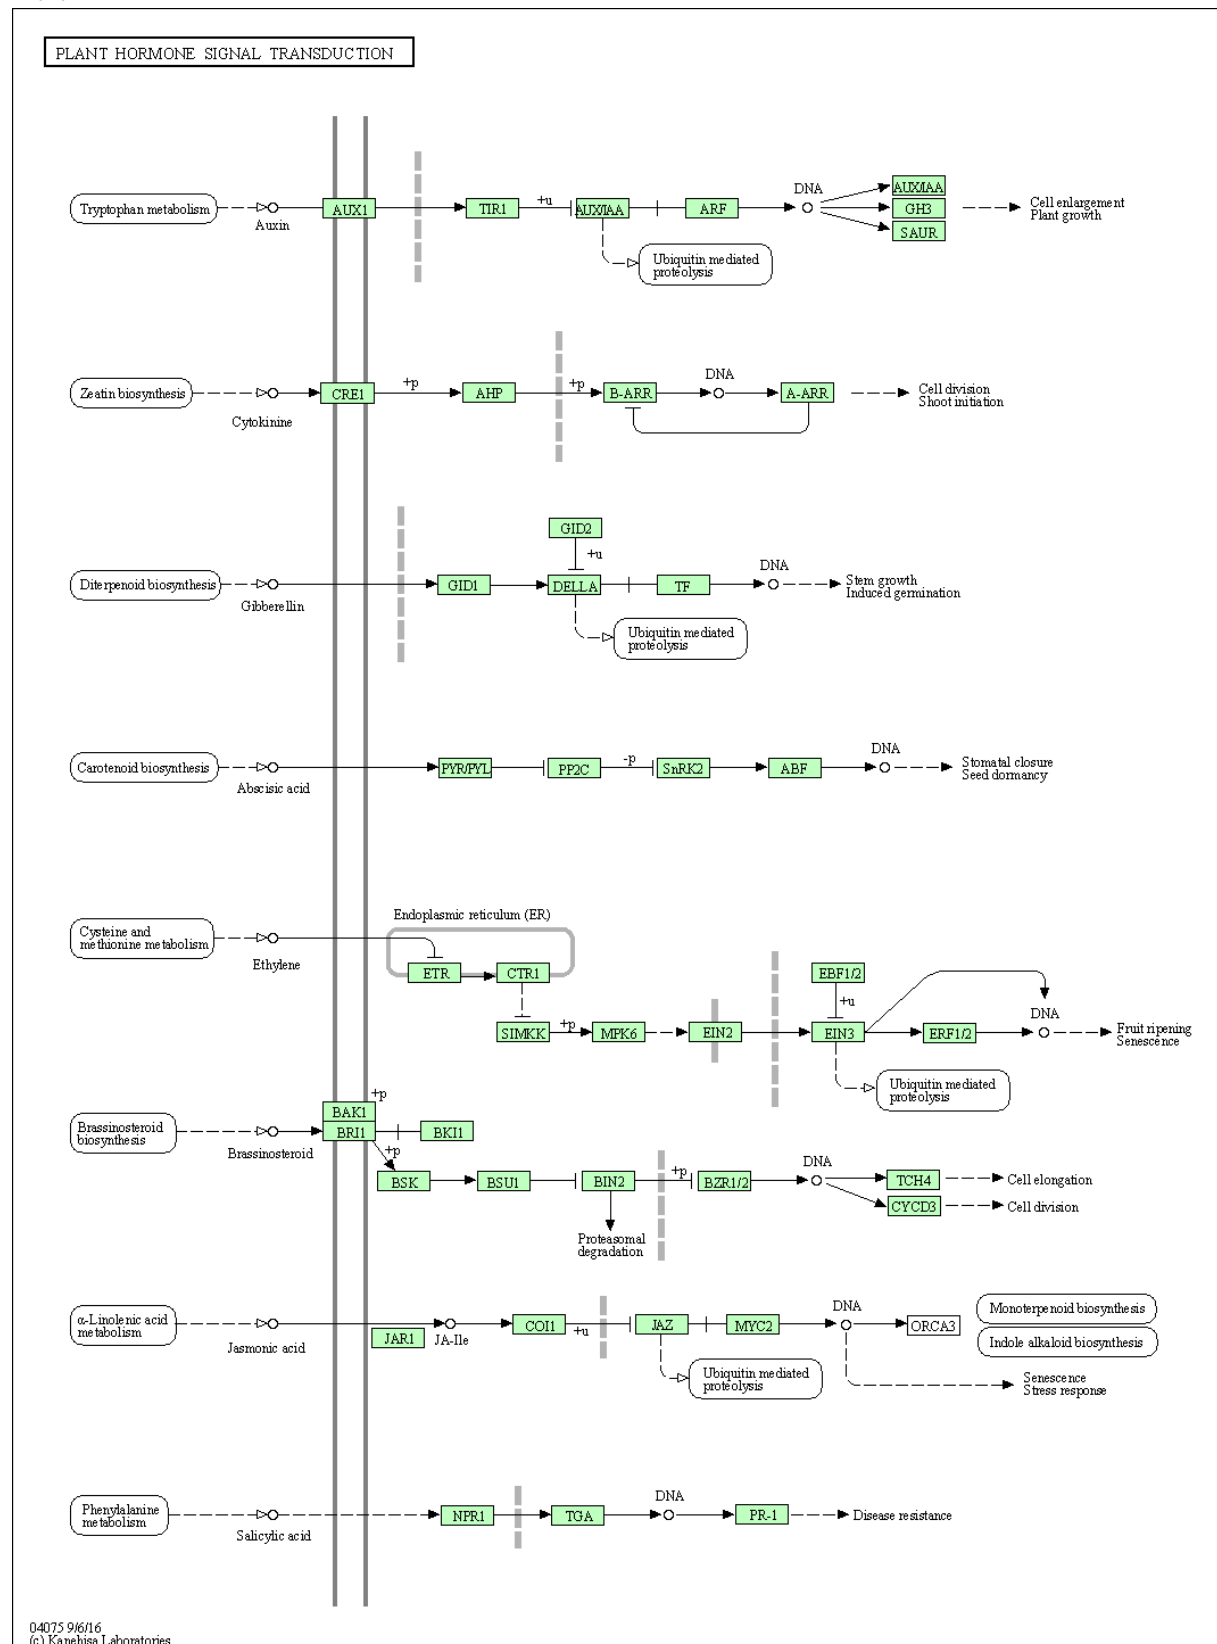 PLANT HORMONE SIGNAL TRANSDUCTION
Tryptophan metabolism
Auxin
AUX1
TIR1
+u
AUX/IAA
ARF
DNA
AUX/IAA
GH3
SAUR
Cell enlargement
Plant growth
Ubiquitin mediated
proteolysis
Zeatin biosynthesis
Cytokinine
CRE1
+p
AHP
+p
B-ARR
DNA
A-ARR
Cell division
Shoot initiation
GID2
+u
Diterpenoid biosynthesis
Gibberellin
GID1
DELLA
TF
DNA
Stem growth
Induced germination
Ubiquitin mediated
proteolysis
Carotenoid biosynthesis
Abscisic acid
PYR/PYL
PP2C
-p
SnRK2
ABF
DNA
Stomatal closure
Seed dormancy
Cysteine and
methionine metabolism
Ethylene
Endoplasmic reticulum (ER)
ETR
CTR1
SIMKK
+p
MPK6
EIN2
EBF1/2
+u
EIN3
ERF1/2
DNA
Fruit ripening
Senescence
Ubiquitin mediated
proteolysis
Brassinosteroid
biosynthesis
Brassinosteroid
BAK1
+p
BRI1
BKI1
+p
BSK
BSU1
BIN2
+p
BZR1/2
DNA
TCH4
Cell elongation
CYCD3
Cell division
Proteasomal
degradation
α-Linolenic acid
metabolism
Jasmonic acid
JAR1
JA-Ile
COI1
+u
JAZ
MYC2
DNA
ORCA3
Monoterpenoid biosynthesis
Indole alkaloid biosynthesis
Ubiquitin mediated
proteolysis
Senescence
Stress response
Phenylalanine
metabolism
Salicylic acid
NPR1
TGA
DNA
PR-1
Disease resistance
04075 9/6/16
(c) Kanehisa Laboratories